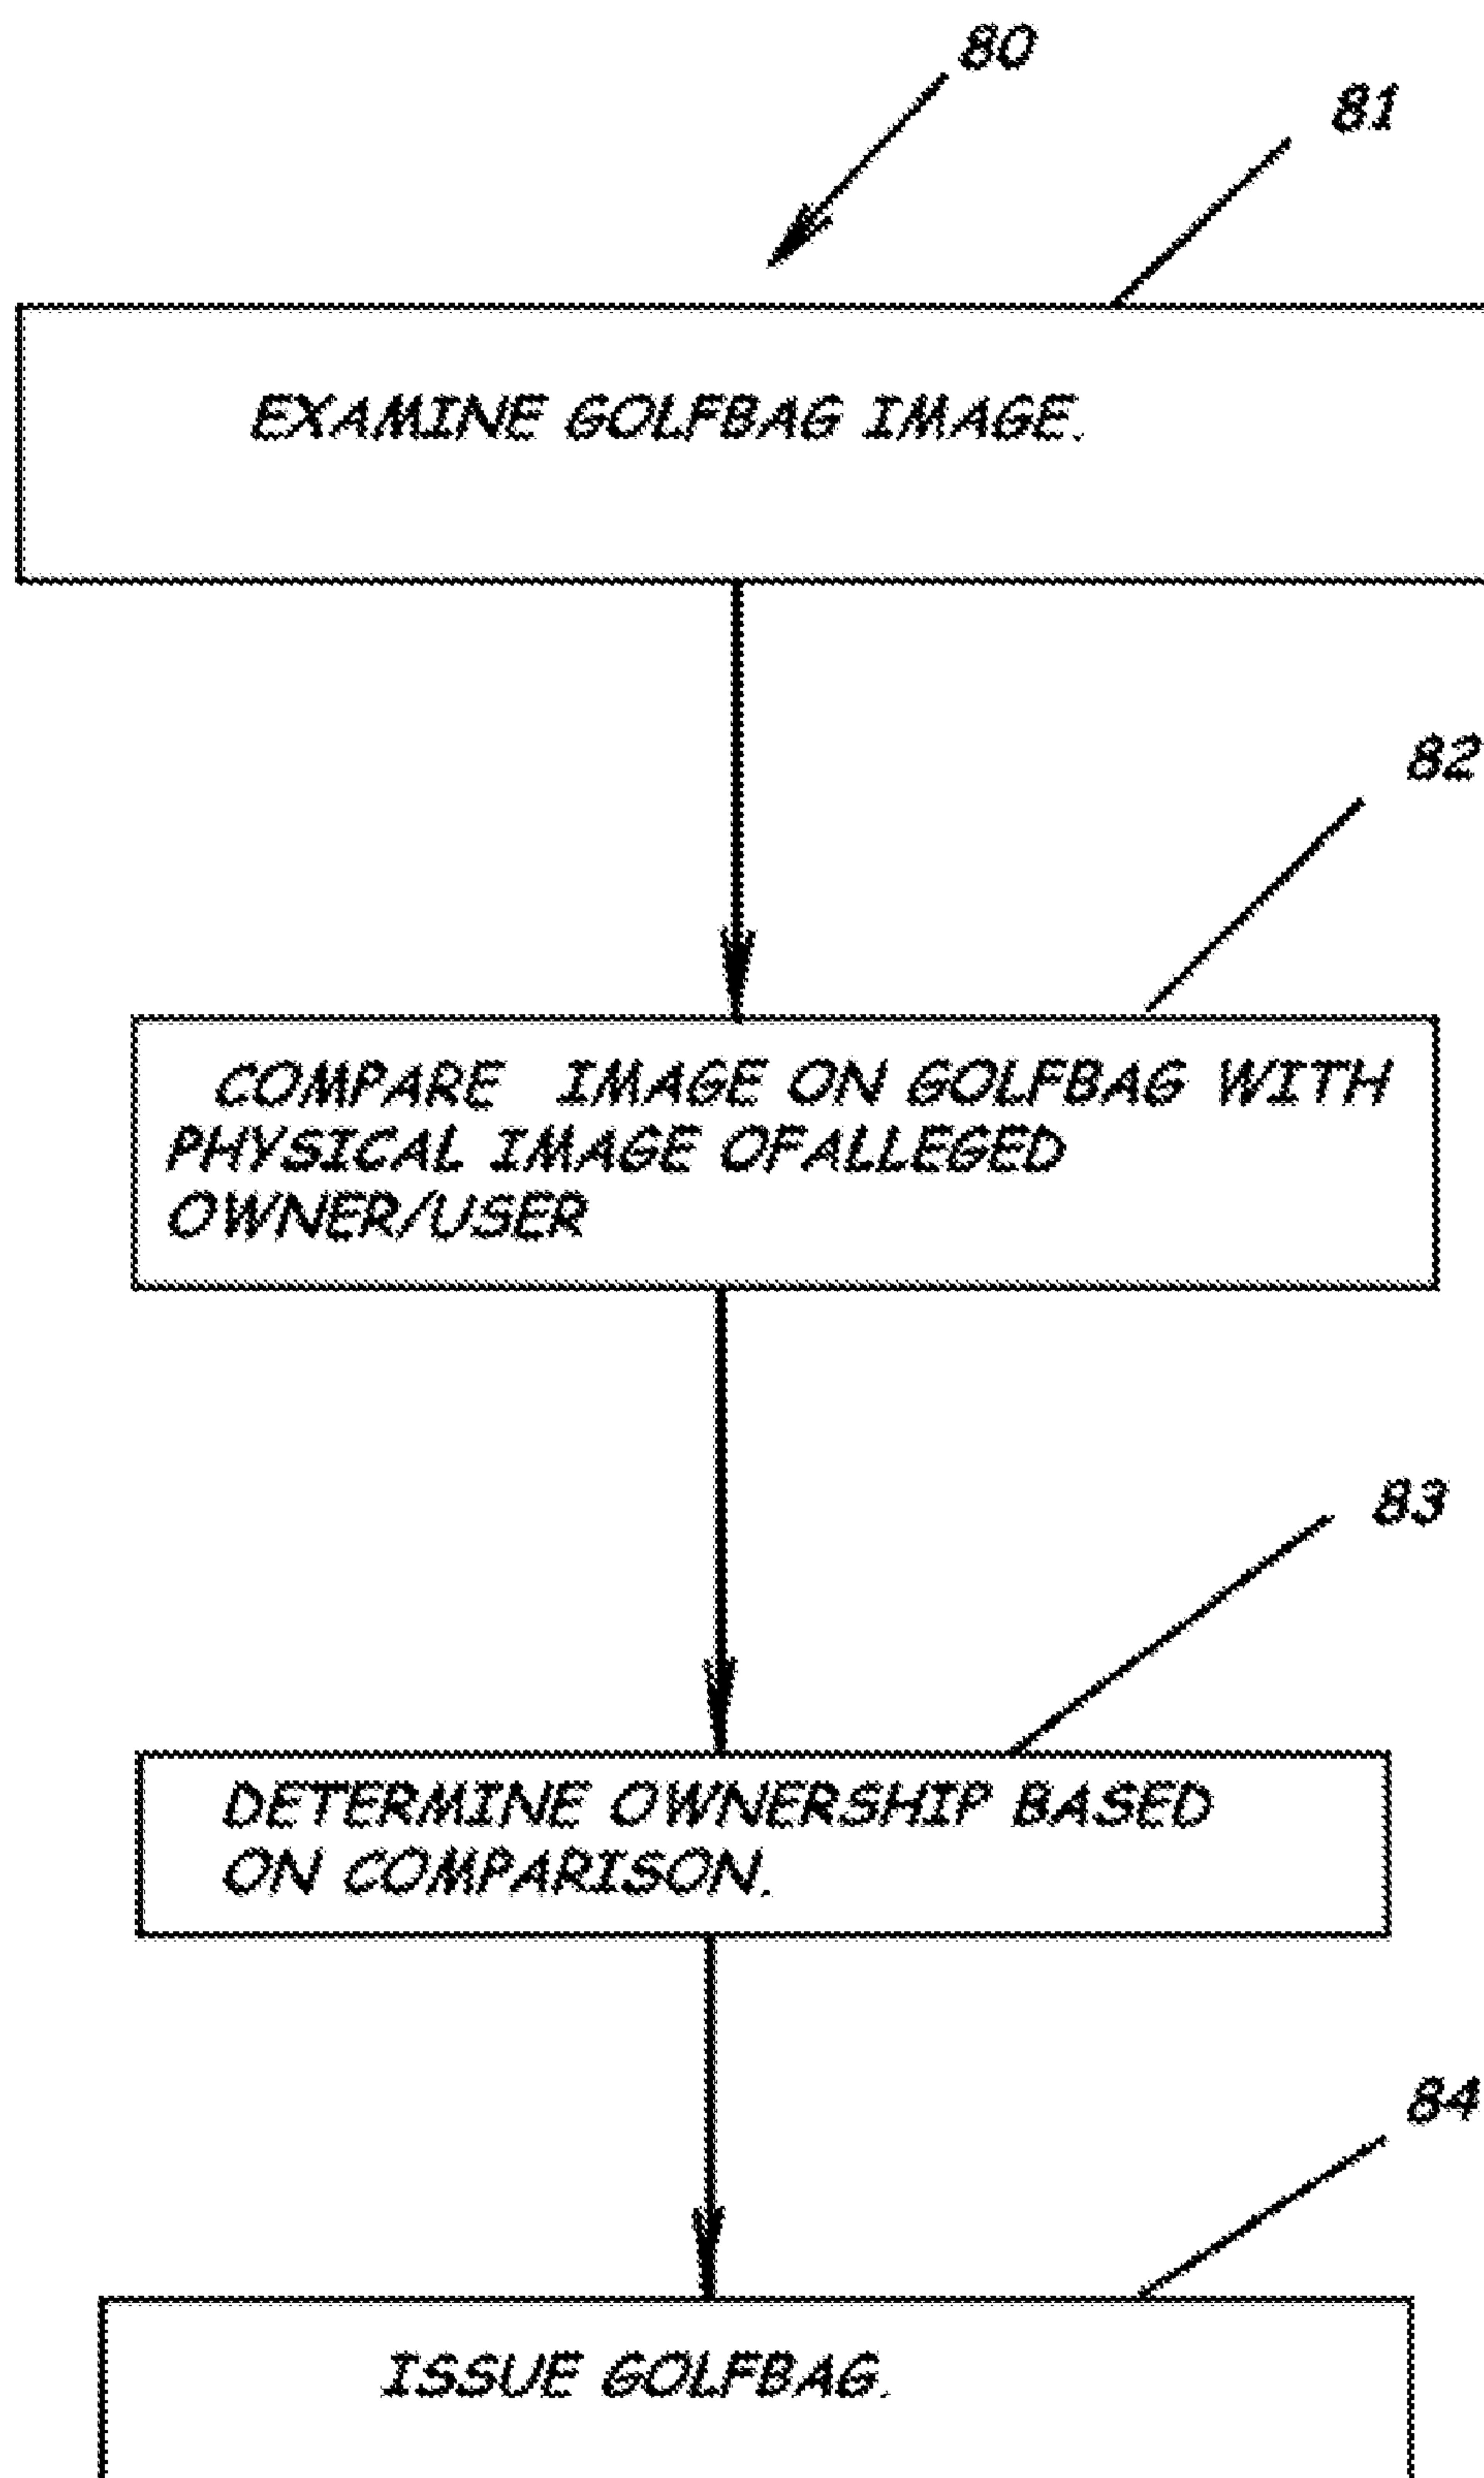 80
81
EXAMINE GOLFBAG IMAGE.
82
COMPARE IMAGE ON GOLFBAG WITH
PHYSICAL IMAGE OFALLEGED
OWNER/USER
83
DETERMINE OWNERSHIP BASED
ON COMPARISON.
84
ISSUE GOLFBAG.